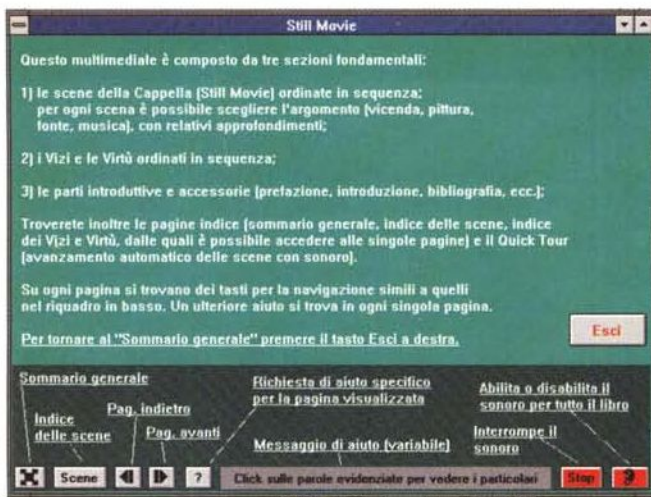 Still Movie
Questo multimediale è composto da tre sezioni fondamentali:
1) le scene della Cappella (Still Movie) ordinate in sequenza;
per ogni scena è possibile scegliere l'argomento (vicenda, pittura,
fonte, musica), con relativi approfondimenti;
2) i Vizi e le Virtù ordinati in sequenza;
3) le parti introduttive e accessorie (prefazione, introduzione, bibliografia, ecc.);
Troverete inoltre le pagine indice (sommario generale, indice delle scene, indice
dei Vizi e Virtù, dalle quali è possibile accedere alle singole pagine) e il Quick Tour
(avanzamento automatico delle scene con sonoro).
Su ogni pagina si trovano dei tasti per la navigazione simili a quelli
nel riquadro in basso. Un ulteriore aiuto si trova in ogni singola pagina.
Esci
Per tornare al "Sommario generale" premere il tasto Esci a destra.
Sommario generale
Indice
delle scene
Pag. indietro
Pag. avanti
Richiesta di aiuto specifico
per la pagina visualizzata
Messaggio di aiuto (variabile)
Abilita o disabilita il
sonoro per tutto il libro
Interrompe il
sonoro
Scene
?
Click sulle parole evidenziate per vedere i particolari
Stop